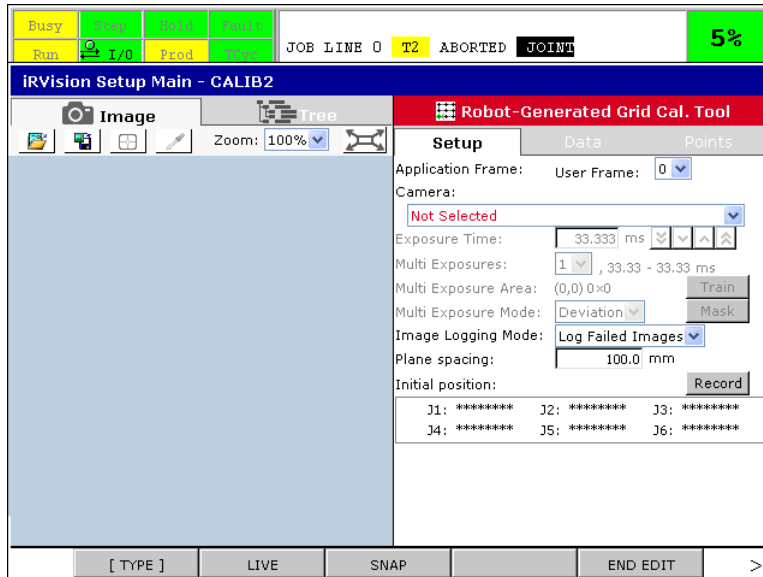 Busy Step Hold Fault
Run I/O Prod TCyc
JOB LINE 0 T2 ABORTED JOINT
5%
iRVision Setup Main - CALIB2
Image Tree
Zoom: 100%
Robot-Generated Grid Cal. Tool
Setup Data Points
Application Frame: User Frame: 0
Camera:
Not Selected
Exposure Time: 33.333 ms
Multi Exposures: 1 , 33.33 - 33.33 ms
Multi Exposure Area: (0,0) 0×0 Train
Multi Exposure Mode: Deviation Mask
Image Logging Mode: Log Failed Images
Plane spacing: 100.0 mm
Initial position: Record
J1: ******** J2: ******** J3: ********
J4: ******** J5: ******** J6: ********
[ TYPE ] LIVE SNAP END EDIT >